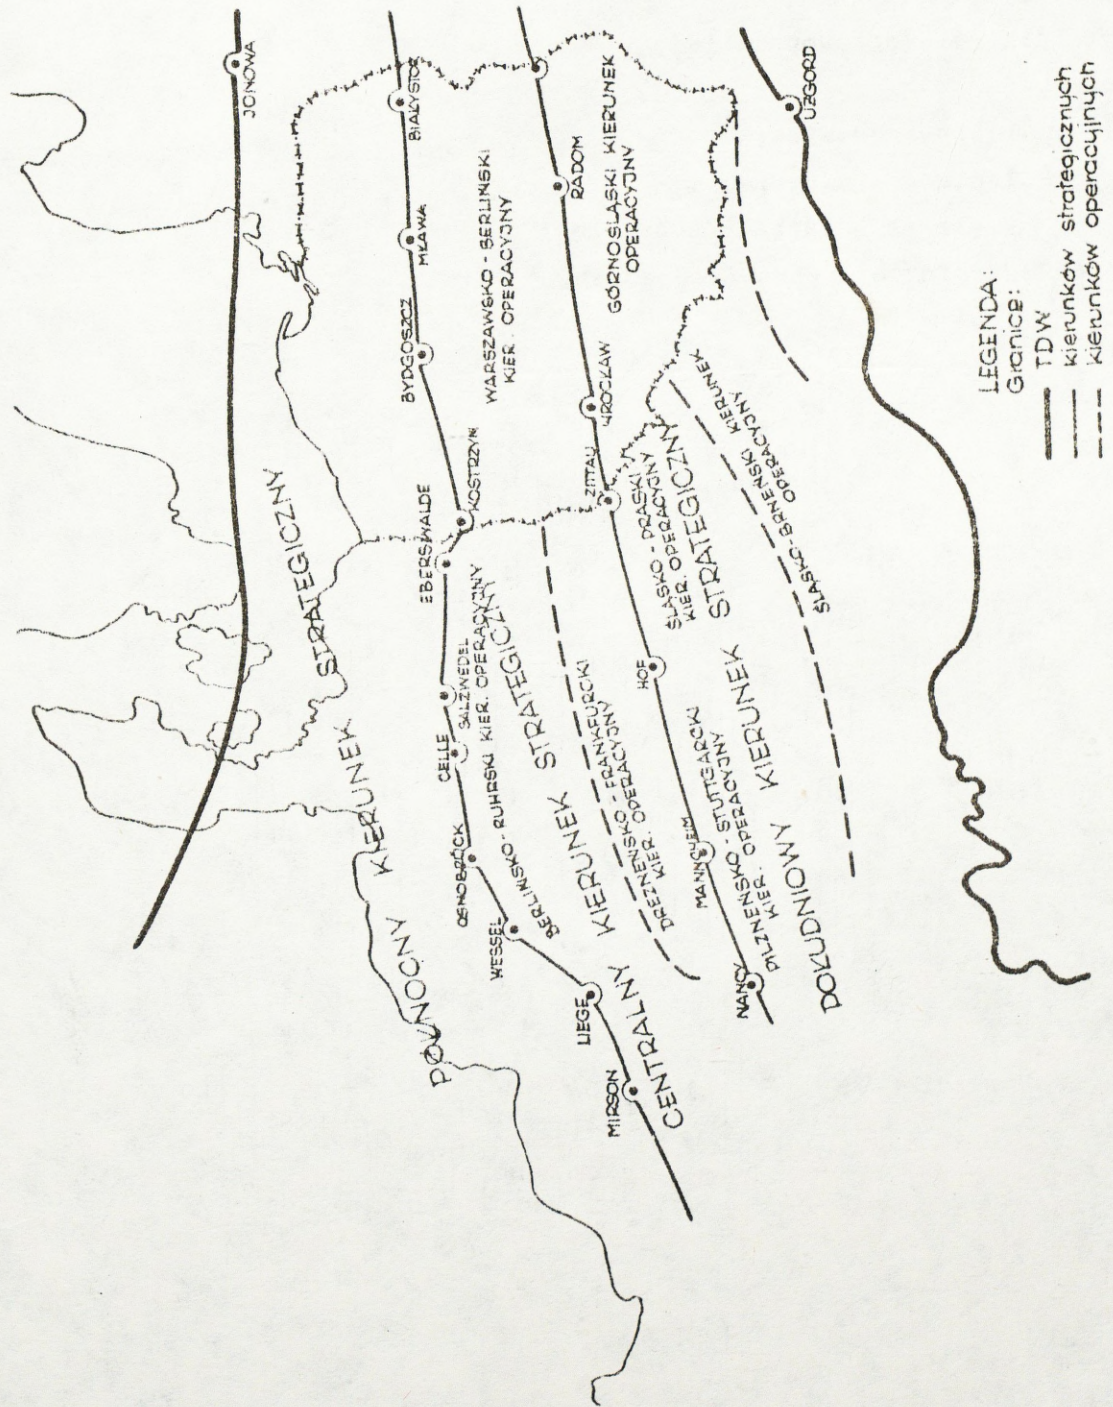 JONOWA
PÓŁNOCNY KIERUNEK STRATEGICZNY
BIAŁYSTOK
MŁAWA
BYDGOSZCZ
KOSTRZYN
EBERSWALDE
SALZWEDEL
CELLE
OSNOBRÜCK
WESSEL
LIEGE
MIRSON
WARSZAWSKO - BERLIŃSKI
KIER. OPERACYJNY
BERLIŃSKO - RUHRSKI KIER. OPERACYJNY
CENTRALNY KIERUNEK STRATEGICZNY
DREZNEŃSKO - FRANKFURCKI
KIER. OPERACYJNY
RADOM
WROCŁAW
ZITTAU
HOF
MANNCHEIM
NANCY
GÓRNOŚLĄSKI KIERUNEK
OPERACYJNY
ŚLĄSKO - PRASKI
KIER. OPERACYJNY
PILZNEŃSKO - STUTTGARCKI
KIER. OPERACYJNY
POŁUDNIOWY KIERUNEK STRATEGICZNY
ŚLĄSKO - BRNEŃSKI KIERUNEK
OPERACYJNY
UŻGORD
LEGENDA:
Granice:
TDW
kierunków strategicznych
kierunków operacyjnych